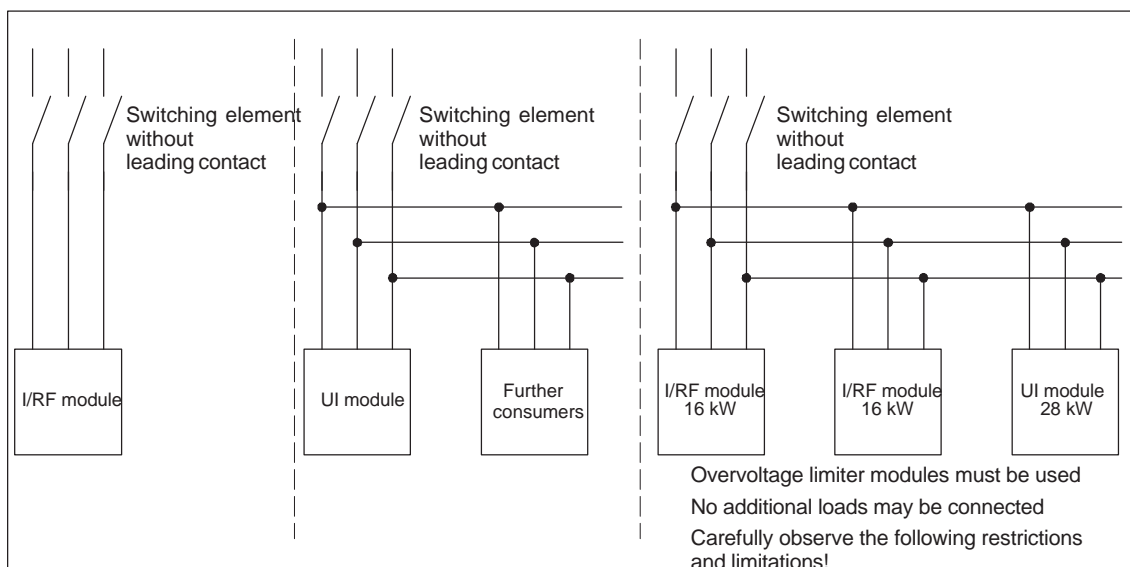 Switching element
without
leading contact
Switching element
without
leading contact
Switching element
without
leading contact
I/RF module
UI module
Further
consumers
I/RF module
16 kW
I/RF module
16 kW
UI module
28 kW
Overvoltage limiter modules must be used
No additional loads may be connected
Carefully observe the following restrictions
and limitations!